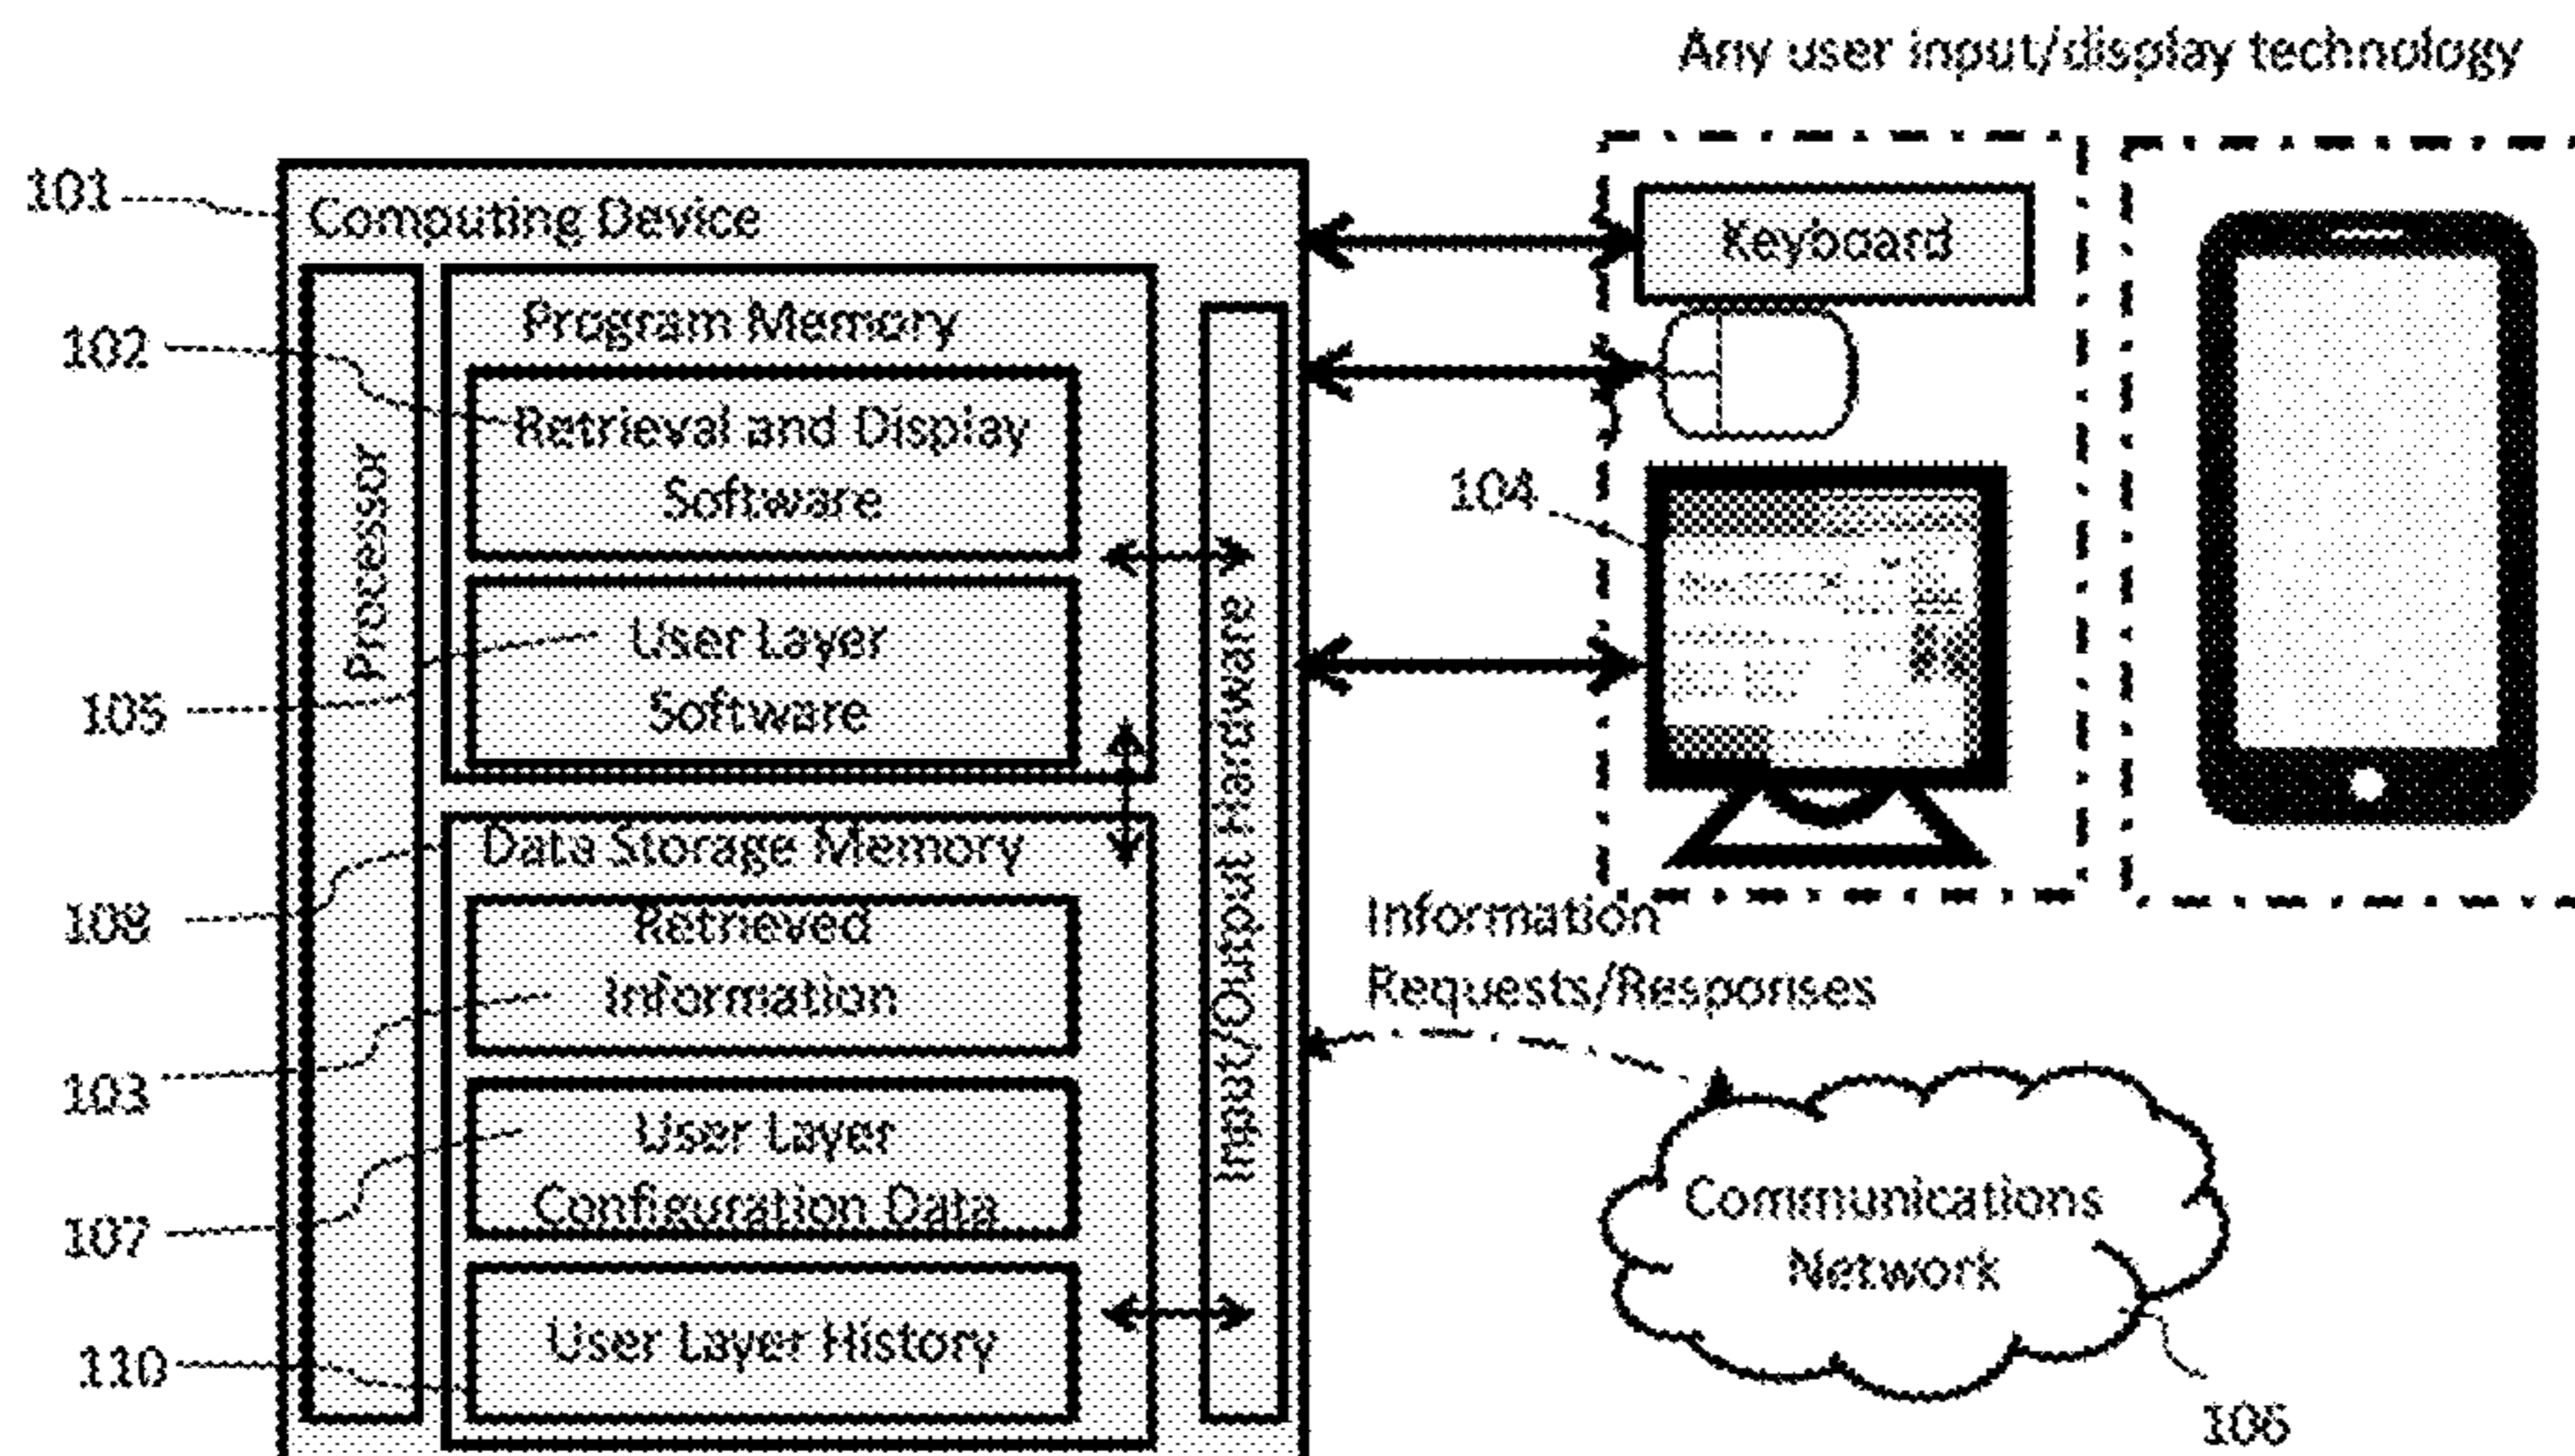 Any user input/display technology
101
Computing Device
Keyboard
Program Memory
102
Retrieval and Display
Software
Processor
104
User Layer
Software
105
Input/Output Hardware
Data Storage Memory
108
Retrieved
Information
103
Information
Requests/Responses
User Layer
Configuration Data
107
Communications
Network
User Layer History
110
106